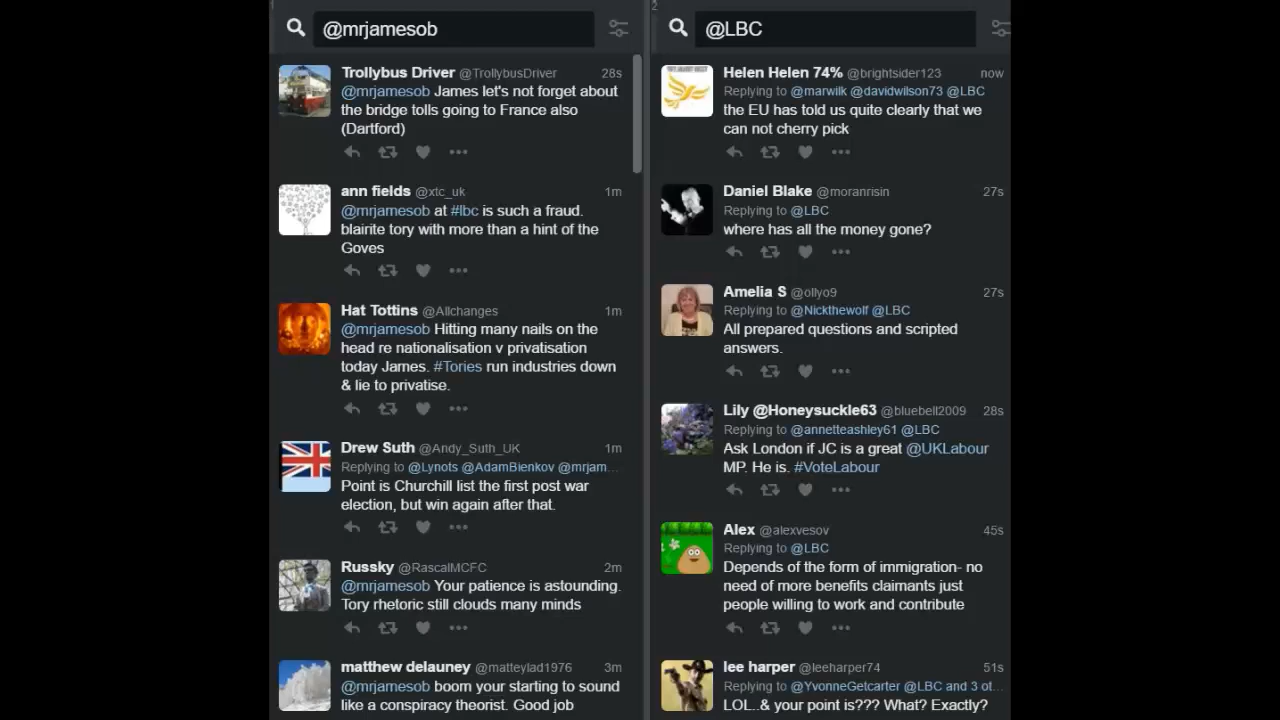 1
@mrjamesob
Trollybus Driver @TrollybusDriver 28s
@mrjamesob James let's not forget about
the bridge tolls going to France also
(Dartford)
ann fields @xtc_uk 1m
@mrjamesob at #lbc is such a fraud.
blairite tory with more than a hint of the
Goves
Hat Tottins @Allchanges 1m
@mrjamesob Hitting many nails on the
head re nationalisation v privatisation
today James. #Tories run industries down
& lie to privatise.
Drew Suth @Andy_Suth_UK 1m
Replying to @Lynots @AdamBienkov @mrjam...
Point is Churchill list the first post war
election, but win again after that.
Russky @RascalMCFC 2m
@mrjamesob Your patience is astounding.
Tory rhetoric still clouds many minds
matthew delauney @matteylad1976 3m
@mrjamesob boom your starting to sound
like a conspiracy theorist. Good job
2
@LBC
Helen Helen 74% @brightsider123 now
Replying to @marwilk @davidwilson73 @LBC
the EU has told us quite clearly that we
can not cherry pick
Daniel Blake @moranrisin 27s
Replying to @LBC
where has all the money gone?
Amelia S @ollyo9 27s
Replying to @Nickthewolf @LBC
All prepared questions and scripted
answers.
Lily @Honeysuckle63 @bluebell2009 28s
Replying to @annetteashley61 @LBC
Ask London if JC is a great @UKLabour
MP. He is. #VoteLabour
Alex @alexvesov 45s
Replying to @LBC
Depends of the form of immigration- no
need of more benefits claimants just
people willing to work and contribute
lee harper @leeharper74 51s
Replying to @YvonneGetcarter @LBC and 3 ot...
LOL..& your point is??? What? Exactly?